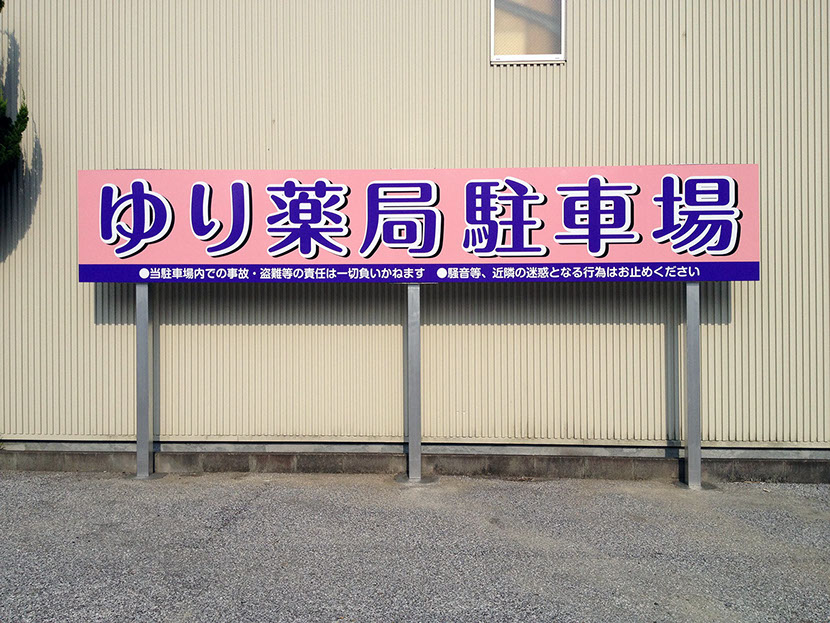 ゆり薬局 駐車場
●当駐車場内での事故・盗難等の責任は一切負いかねます ●騒音等、近隣の迷惑となる行為はお止めください